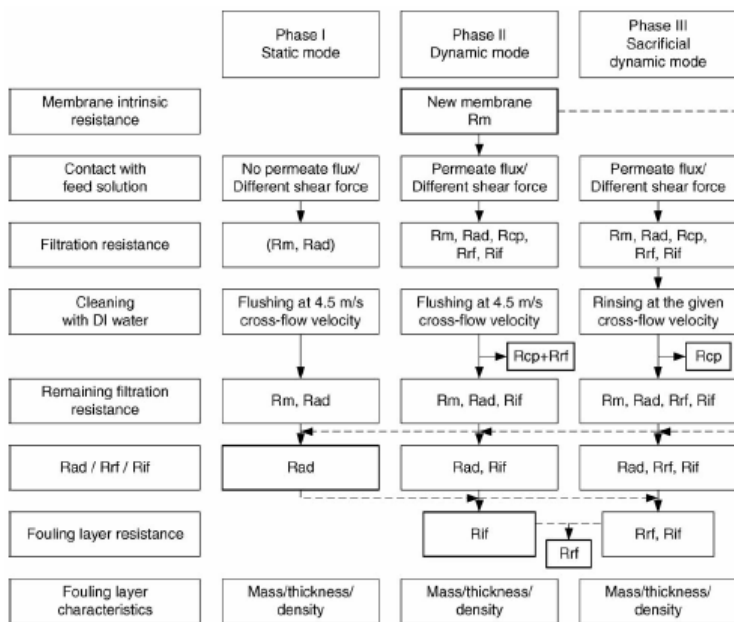 Phase I
Static mode
Phase II
Dynamic mode
Phase III
Sacrificial
dynamic mode
Membrane intrinsic
resistance
New membrane
Rm
Contact with
feed solution
No permeate flux/
Different shear force
Permeate flux/
Different shear force
Permeate flux/
Different shear force
Filtration resistance
(Rm, Rad)
Rm, Rad, Rcp,
Rrf, Rif
Rm, Rad, Rcp,
Rrf, Rif
Cleaning
with DI water
Flushing at 4.5 m/s
cross-flow velocity
Flushing at 4.5 m/s
cross-flow velocity
Rinsing at the given
cross-flow velocity
Rcp+Rrf
Rcp
Remaining filtration
resistance
Rm, Rad
Rm, Rad, Rif
Rm, Rad, Rrf, Rif
Rad / Rrf / Rif
Rad
Rad, Rif
Rad, Rrf, Rif
Fouling layer resistance
Rif
Rrf
Rrf, Rif
Fouling layer
characteristics
Mass/thickness/
density
Mass/thickness/
density
Mass/thickness/
density